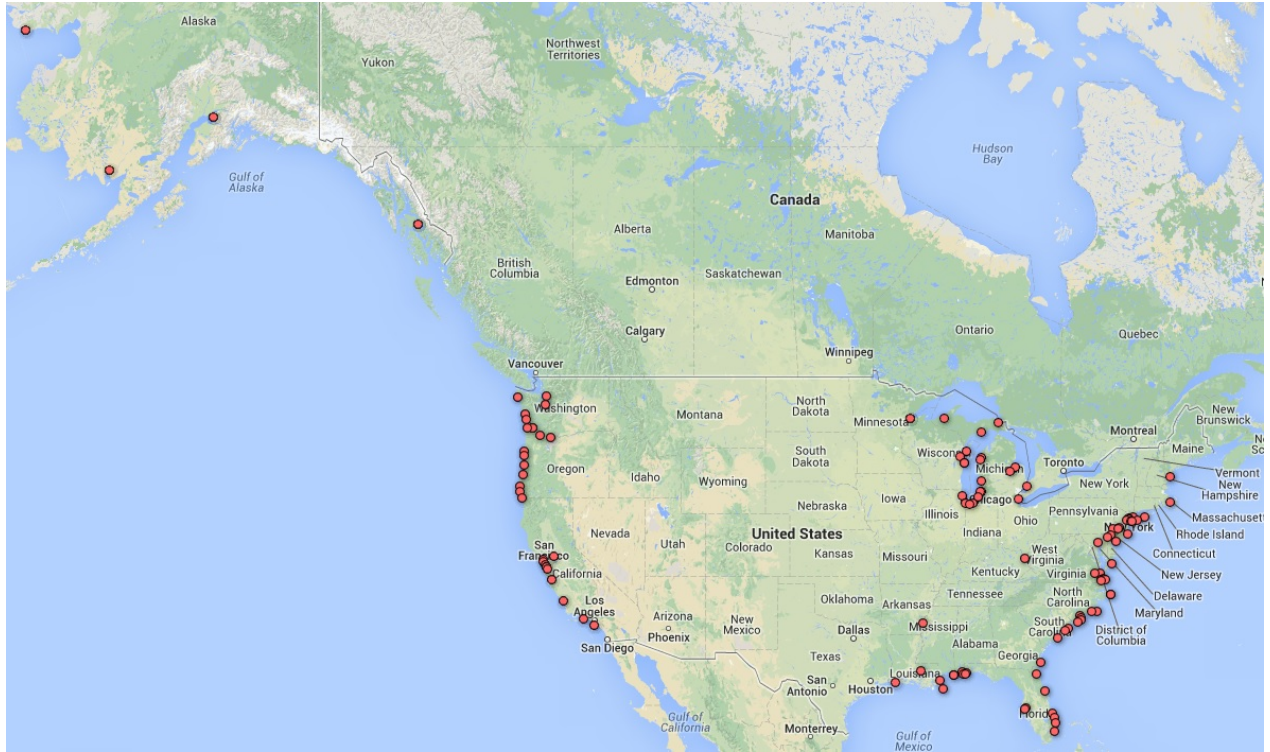 Alaska
Yukon
Northwest
Territories
Hudson
Bay
Gulf of
Alaska
Canada
Alberta
Manitoba
British
Columbia
Edmonton
Saskatchewan
Calgary
Ontario
Quebec
Winnipeg
Vancouver
Washington
Montana
North
Dakota
Minnesota
New
Brunswick
Montreal
Maine
Oregon
Idaho
Wyoming
South
Dakota
Wisconsin
Michigan
Toronto
New York
Vermont
New
Hampshire
Nebraska
Iowa
Illinois
Chicago
Indiana
Ohio
Pennsylvania
New York
Massachusetts
Rhode Island
Connecticut
New Jersey
Delaware
Maryland
District of
Columbia
San
Francisco
Nevada
Utah
Colorado
United States
Kansas
Missouri
West
Virginia
Kentucky
Virginia
California
Los
Angeles
San Diego
Arizona
Phoenix
New
Mexico
Oklahoma
Arkansas
Tennessee
North
Carolina
South
Carolina
Mississippi
Alabama
Georgia
Dallas
Texas
San
Antonio
Houston
Louisiana
Florida
Gulf of
California
Monterrey
Gulf of
Mexico